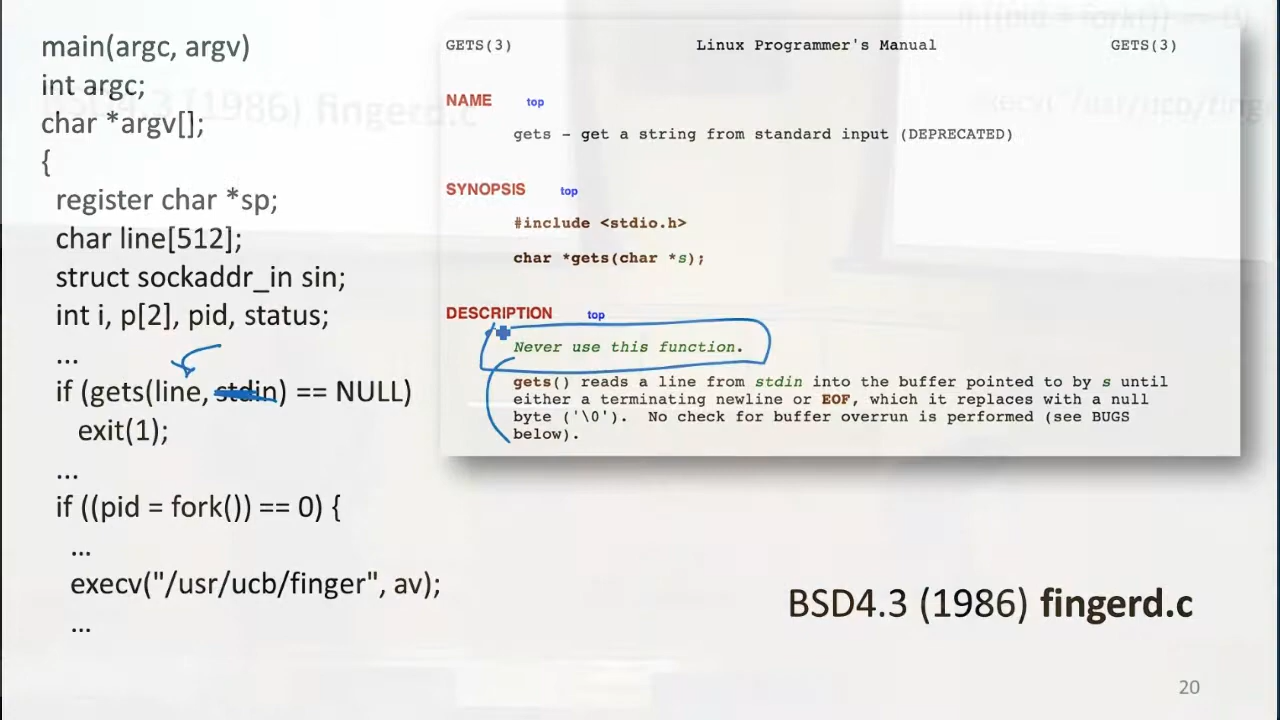 main(argc, argv)
int argc;
char *argv[];
{
register char *sp;
char line[512];
struct sockaddr_in sin;
int i, p[2], pid, status;
...
if (gets(line, stdin) == NULL)
exit(1);
...
if ((pid = fork()) == 0) {
...
execv("/usr/ucb/finger", av);
...
GETS(3) Linux Programmer's Manual GETS(3)
NAME top
gets – get a string from standard input (DEPRECATED)
SYNOPSIS top
#include <stdio.h>
char *gets(char *s);
DESCRIPTION top
Never use this function.
gets() reads a line from stdin into the buffer pointed to by s until
either a terminating newline or EOF, which it replaces with a null
byte ('\0').  No check for buffer overrun is performed (see BUGS
below).
BSD4.3 (1986) fingerd.c
20